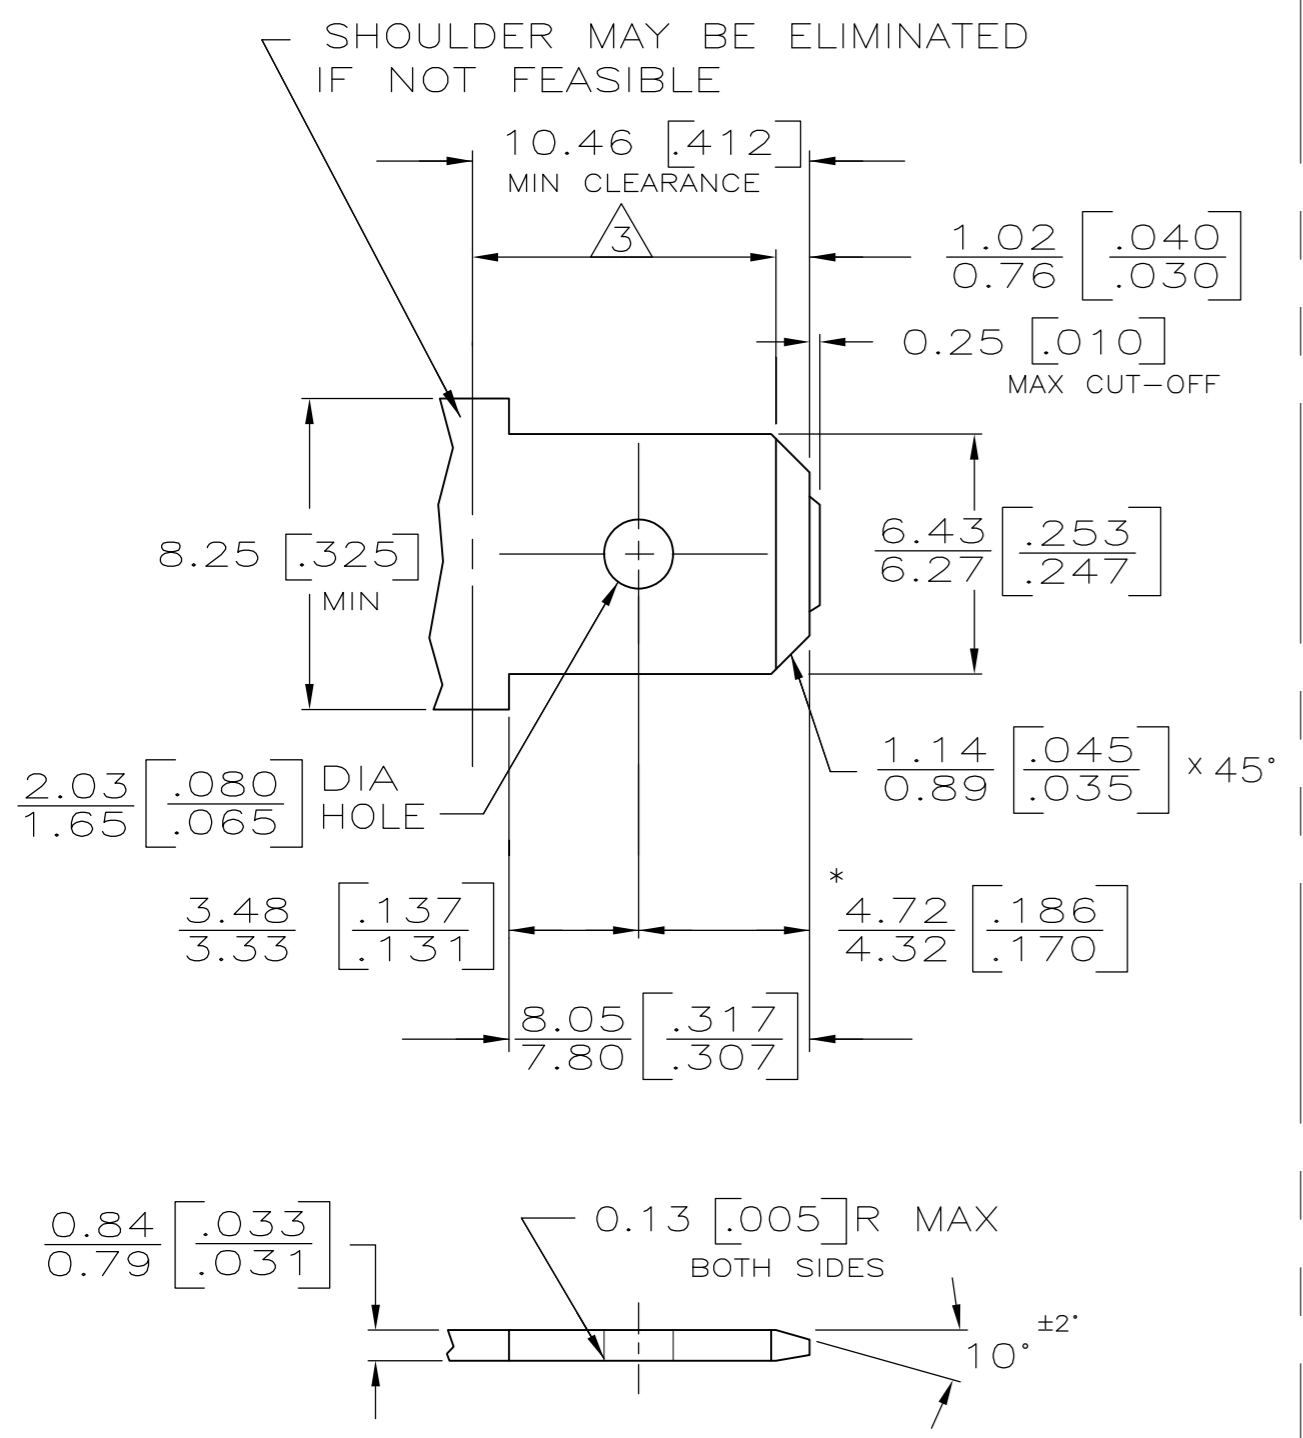 SHOULDER MAY BE ELIMINATED
IF NOT FEASIBLE
10.46 [.412]
MIN CLEARANCE
3
1.02 [.040]
0.76 [.030]
0.25 [.010]
MAX CUT-OFF
8.25 [.325]
MIN
6.43 [.253]
6.27 [.247]
2.03 [.080] DIA
1.65 [.065] HOLE
1.14 [.045] x 45°
0.89 [.035]
3.48 [.137]
3.33 [.131]
* 4.72 [.186]
4.32 [.170]
8.05 [.317]
7.80 [.307]
0.84 [.033]
0.79 [.031]
0.13 [.005] R MAX
BOTH SIDES
10° ±2°